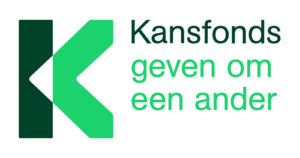 Kansfonds
geven om
een ander